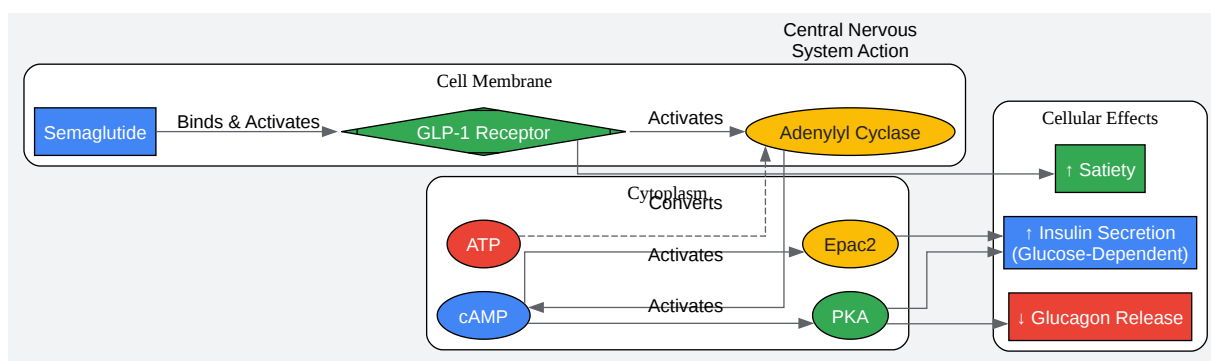 Central Nervous
System Action
Cell Membrane
Semaglutide
Binds & Activates
GLP-1 Receptor
Activates
Adenylyl Cyclase
Cellular Effects
↑ Satiety
Cytoplasm
Converts
ATP
Activates
Epac2
↑ Insulin Secretion
(Glucose-Dependent)
cAMP
Activates
PKA
↓ Glucagon Release